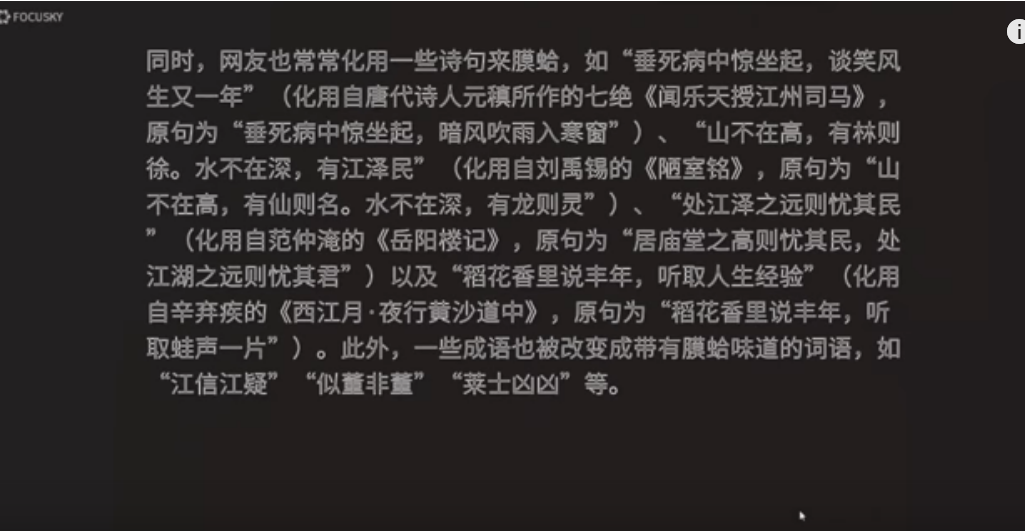 FOCUSKY
同时，网友也常常化用一些诗句来膜蛤，如“垂死病中惊坐起，谈笑风
生又一年”（化用自唐代诗人元稹所作的七绝《闻乐天授江州司马》，
原句为“垂死病中惊坐起，暗风吹雨入寒窗”）、“山不在高，有林则
徐。水不在深，有江泽民”（化用自刘禹锡的《陋室铭》，原句为“山
不在高，有仙则名。水不在深，有龙则灵”）、“处江泽之远则忧其民
”（化用自范仲淹的《岳阳楼记》，原句为“居庙堂之高则忧其民，处
江湖之远则忧其君”）以及“稻花香里说丰年，听取人生经验”（化用
自辛弃疾的《西江月·夜行黄沙道中》，原句为“稻花香里说丰年，听
取蛙声一片”）。此外，一些成语也被改变成带有膜蛤味道的词语，如
“江信江疑”“似董非董”“莱士凶凶”等。